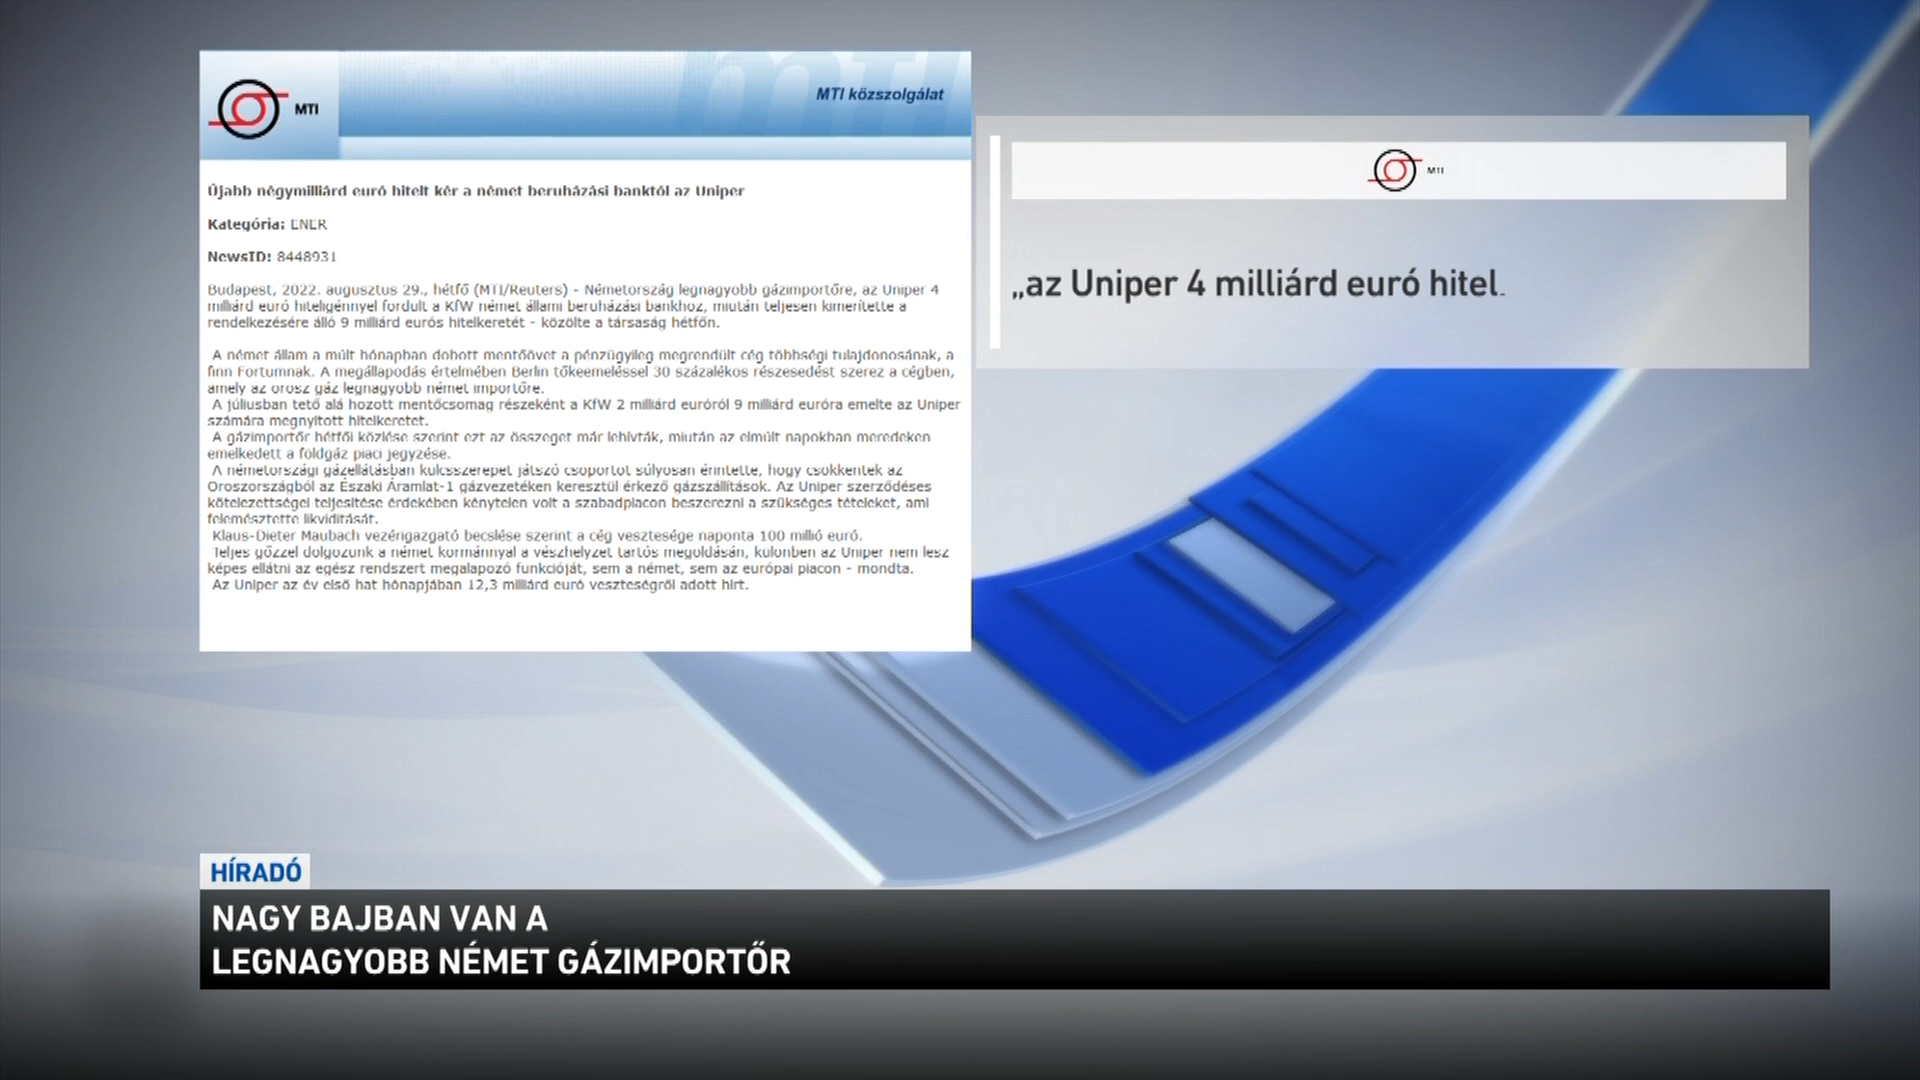 MTI
MTI közszolgálat
Újabb négymilliárd euró hitelt kér a német beruházási banktól az Uniper
Kategória: ENER
NewsID: 8448931
Budapest, 2022. augusztus 29., hétfő (MTI/Reuters) - Németország legnagyobb gázimportőre, az Uniper 4
milliárd euró hiteligénnyel fordult a KfW német állami beruházási bankhoz, miután teljesen kimerítette a
rendelkezésére álló 9 milliárd eurós hitelkeretét - közölte a társaság hétfőn.
A német állam a múlt hónapban dobott mentőövet a pénzügyileg megrendült cég többségi tulajdonosának, a
finn Fortumnak. A megállapodás értelmében Berlin tőkeemeléssel 30 százalékos részesedést szerez a cégben,
amely az orosz gáz legnagyobb német importőre.
A júliusban tető alá hozott mentőcsomag részeként a KfW 2 milliárd euróról 9 milliárd euróra emelte az Uniper
számára megnyitott hitelkeretet.
A gázimportőr hétfői közlése szerint ezt az összeget már lehívták, miután az elmúlt napokban meredeken
emelkedett a földgáz piaci jegyzése.
A németországi gázellátásban kulcsszerepet játszó csoportot súlyosan érintette, hogy csökkentek az
Oroszországból az Északi Áramlat-1 gázvezetéken keresztül érkező gázszállítások. Az Uniper szerződéses
kötelezettségei teljesítése érdekében kénytelen volt a szabadpiacon beszerezni a szükséges tételeket, ami
felemésztette likviditását.
Klaus-Dieter Maubach vezérigazgató becslése szerint a cég vesztesége naponta 100 millió euró.
Teljes gőzzel dolgozunk a német kormánnyal a vészhelyzet tartós megoldásán, különben az Uniper nem lesz
képes ellátni az egész rendszert megalapozó funkcióját, sem a német, sem az európai piacon - mondta.
Az Uniper az év első hat hónapjában 12,3 milliárd euró veszteségről adott hírt.
MTI
„az Uniper 4 milliárd euró hitel
HÍRADÓ
NAGY BAJBAN VAN A
LEGNAGYOBB NÉMET GÁZIMPORTŐR